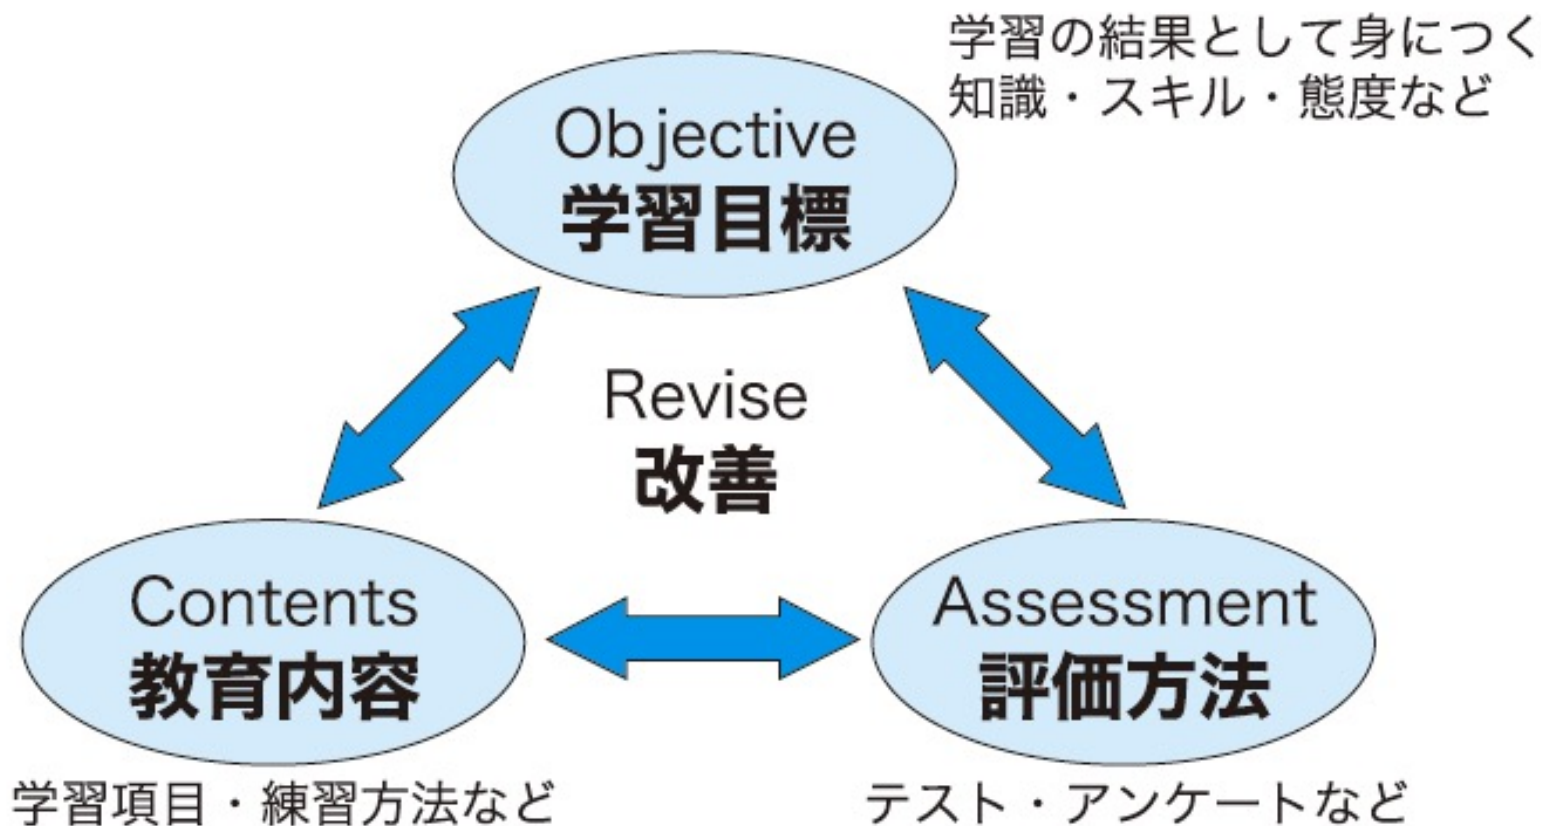 学習の結果として身につく
知識・スキル・態度など
Objective
学習目標
Revise
改善
Contents
教育内容
学習項目・練習方法など
Assessment
評価方法
テスト・アンケートなど